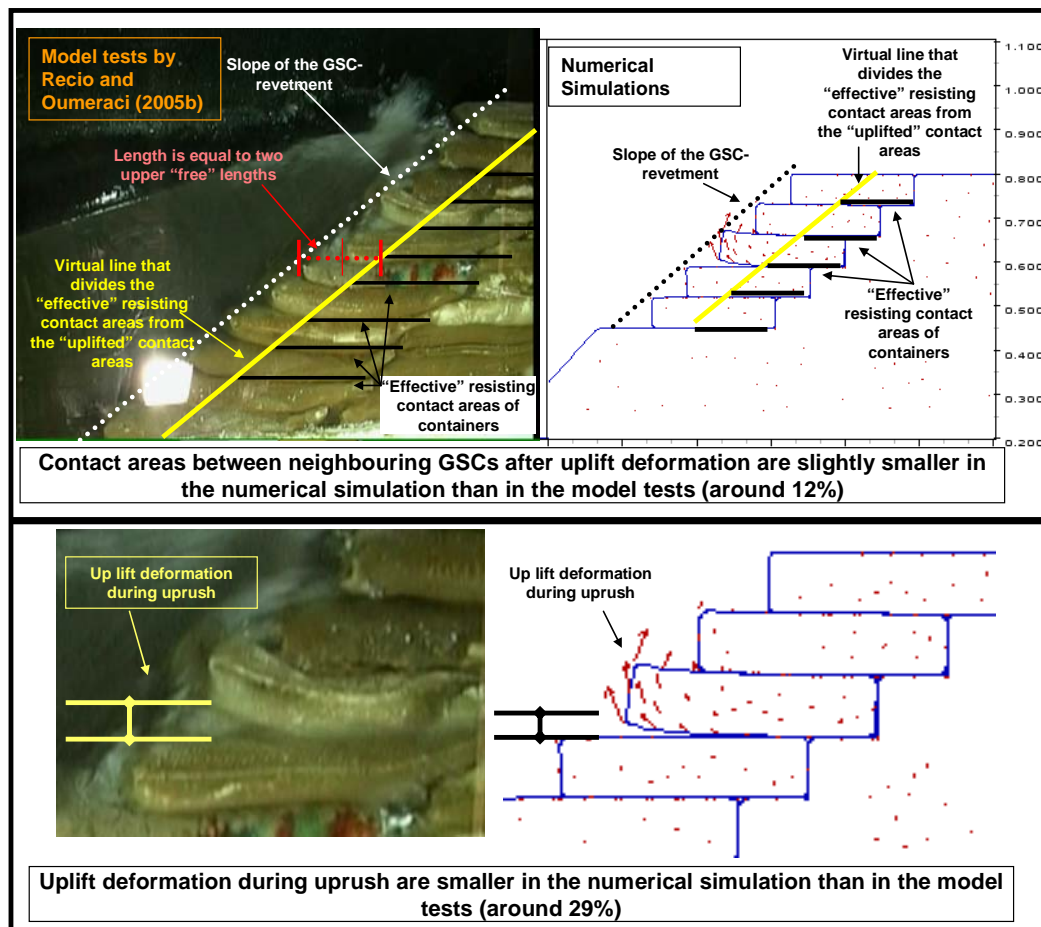 Model tests by
Recio and
Oumeraci (2005b)
Slope of the GSC-
revetment
Length is equal to two
upper “free” lengths
Virtual line that
divides the
“effective” resisting
contact areas from
the “uplifted” contact
areas
“Effective” resisting
contact areas of
containers
Numerical
Simulations
Virtual line that
divides the
“effective” resisting
contact areas from
the “uplifted” contact
areas
Slope of the GSC-
revetment
“Effective”
resisting contact
areas of
containers
1.100
1.000
0.900
0.800
0.700
0.600
0.500
0.400
0.300
0.200
Contact areas between neighbouring GSCs after uplift deformation are slightly smaller in
the numerical simulation than in the model tests (around 12%)
Up lift deformation
during uprush
Up lift deformation
during uprush
Uplift deformation during uprush are smaller in the numerical simulation than in the model
tests (around 29%)